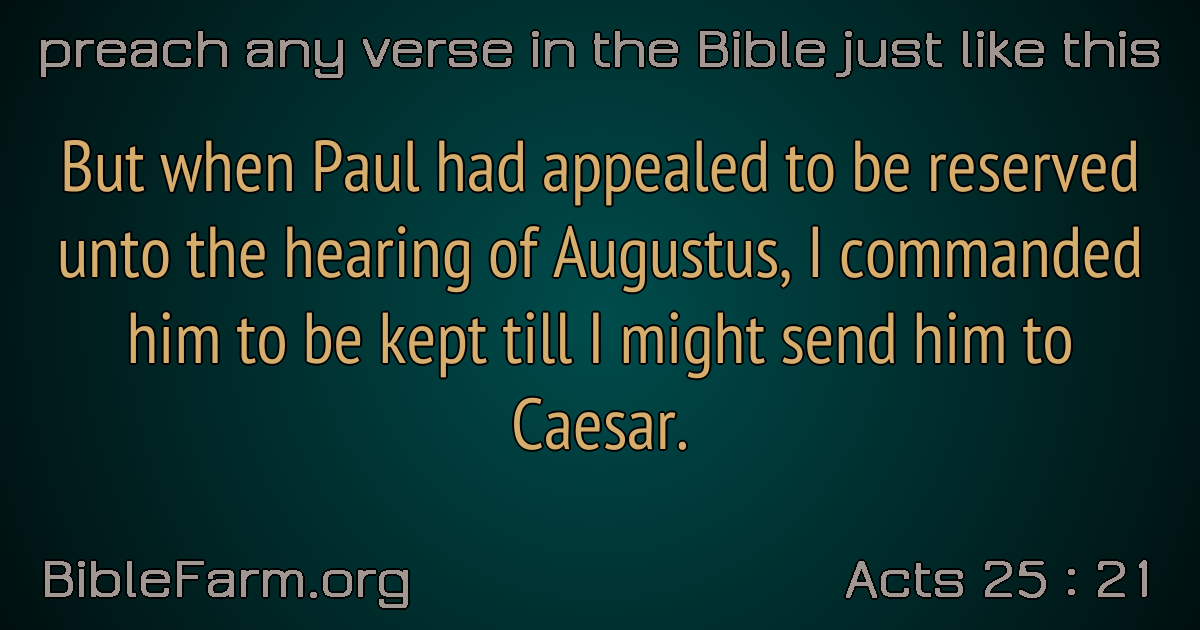 preach any verse in the Bible just like this
But when Paul had appealed to be reserved
unto the hearing of Augustus, I commanded
him to be kept till I might send him to
Caesar.
BibleFarm.org
Acts 25 : 21